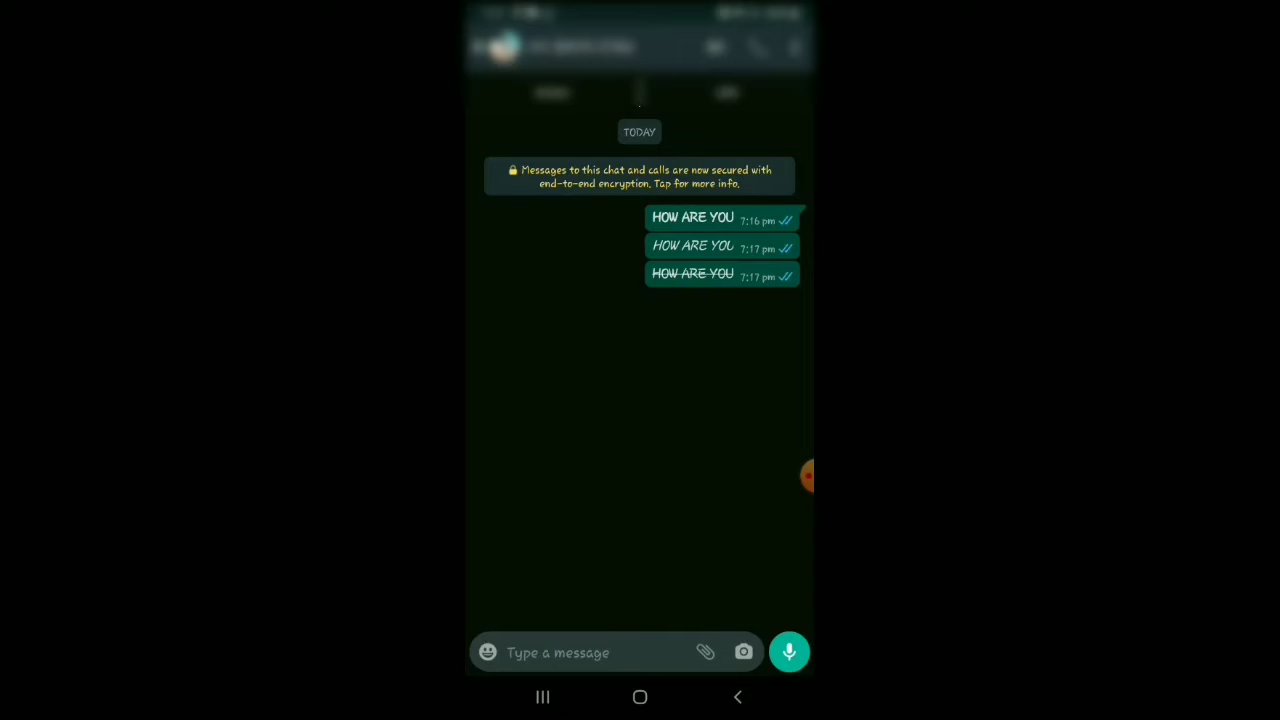 TODAY
🔒 Messages to this chat and calls are now secured with
end-to-end encryption. Tap for more info.
HOW ARE YOU 7:16 pm
HOW ARE YOU 7:17 pm
HOW ARE YOU 7:17 pm
Type a message